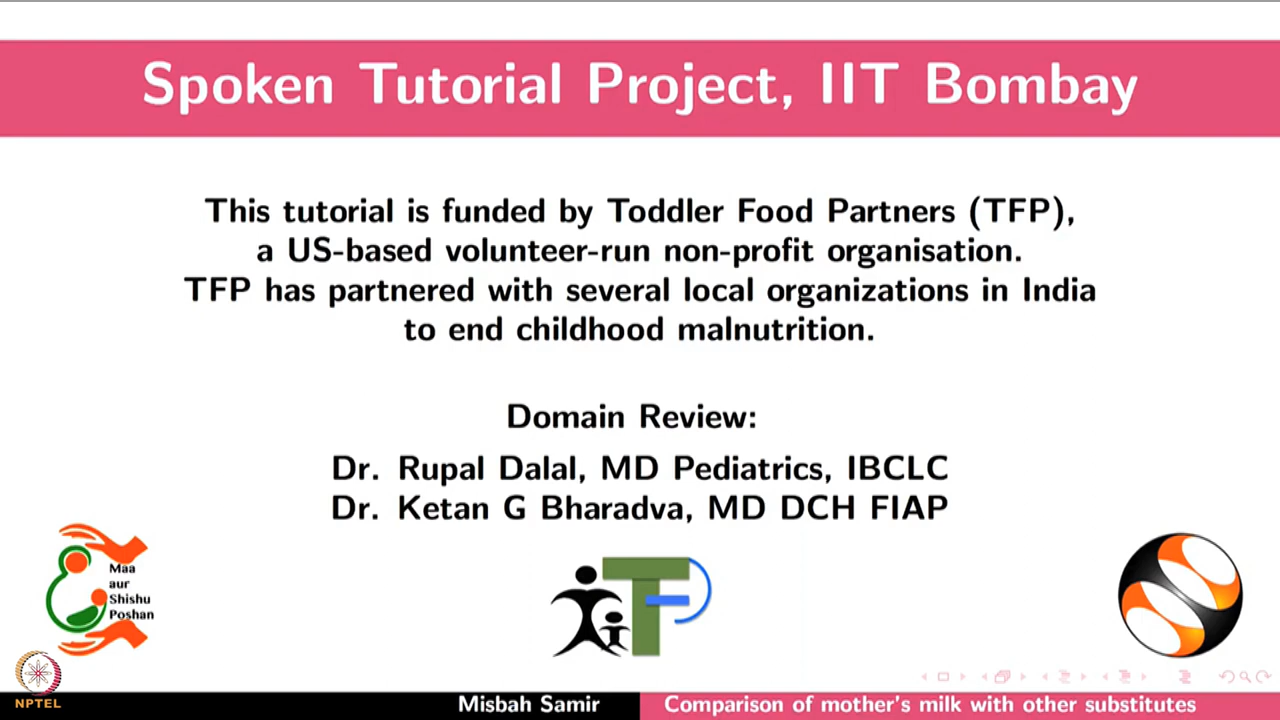 Spoken Tutorial Project, IIT Bombay
This tutorial is funded by Toddler Food Partners (TFP),
a US-based volunteer-run non-profit organisation.
TFP has partnered with several local organizations in India
to end childhood malnutrition.
Domain Review:
Dr. Rupal Dalal, MD Pediatrics, IBCLC
Dr. Ketan G Bharadva, MD DCH FIAP
Maa
aur
Shishu
Poshan
TFP
NPTEL
Misbah Samir
Comparison of mother's milk with other substitutes